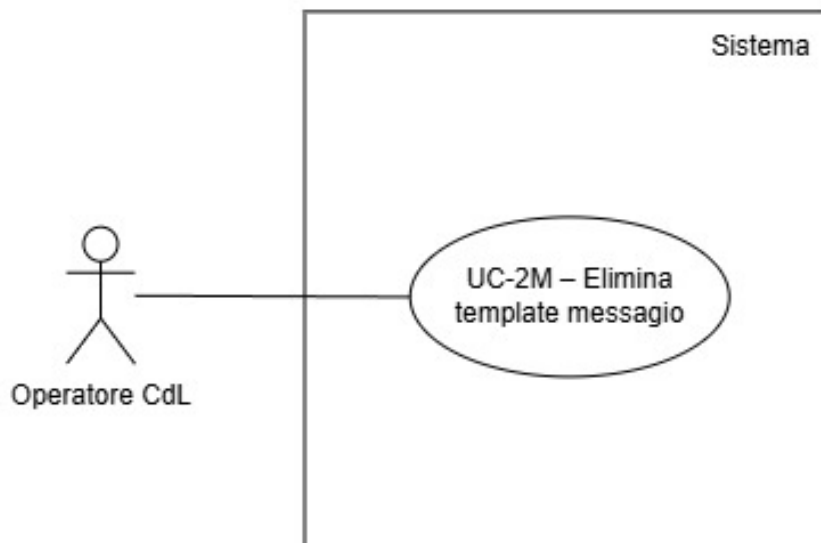 Sistema
UC-2M – Elimina
template messagio
Operatore CdL